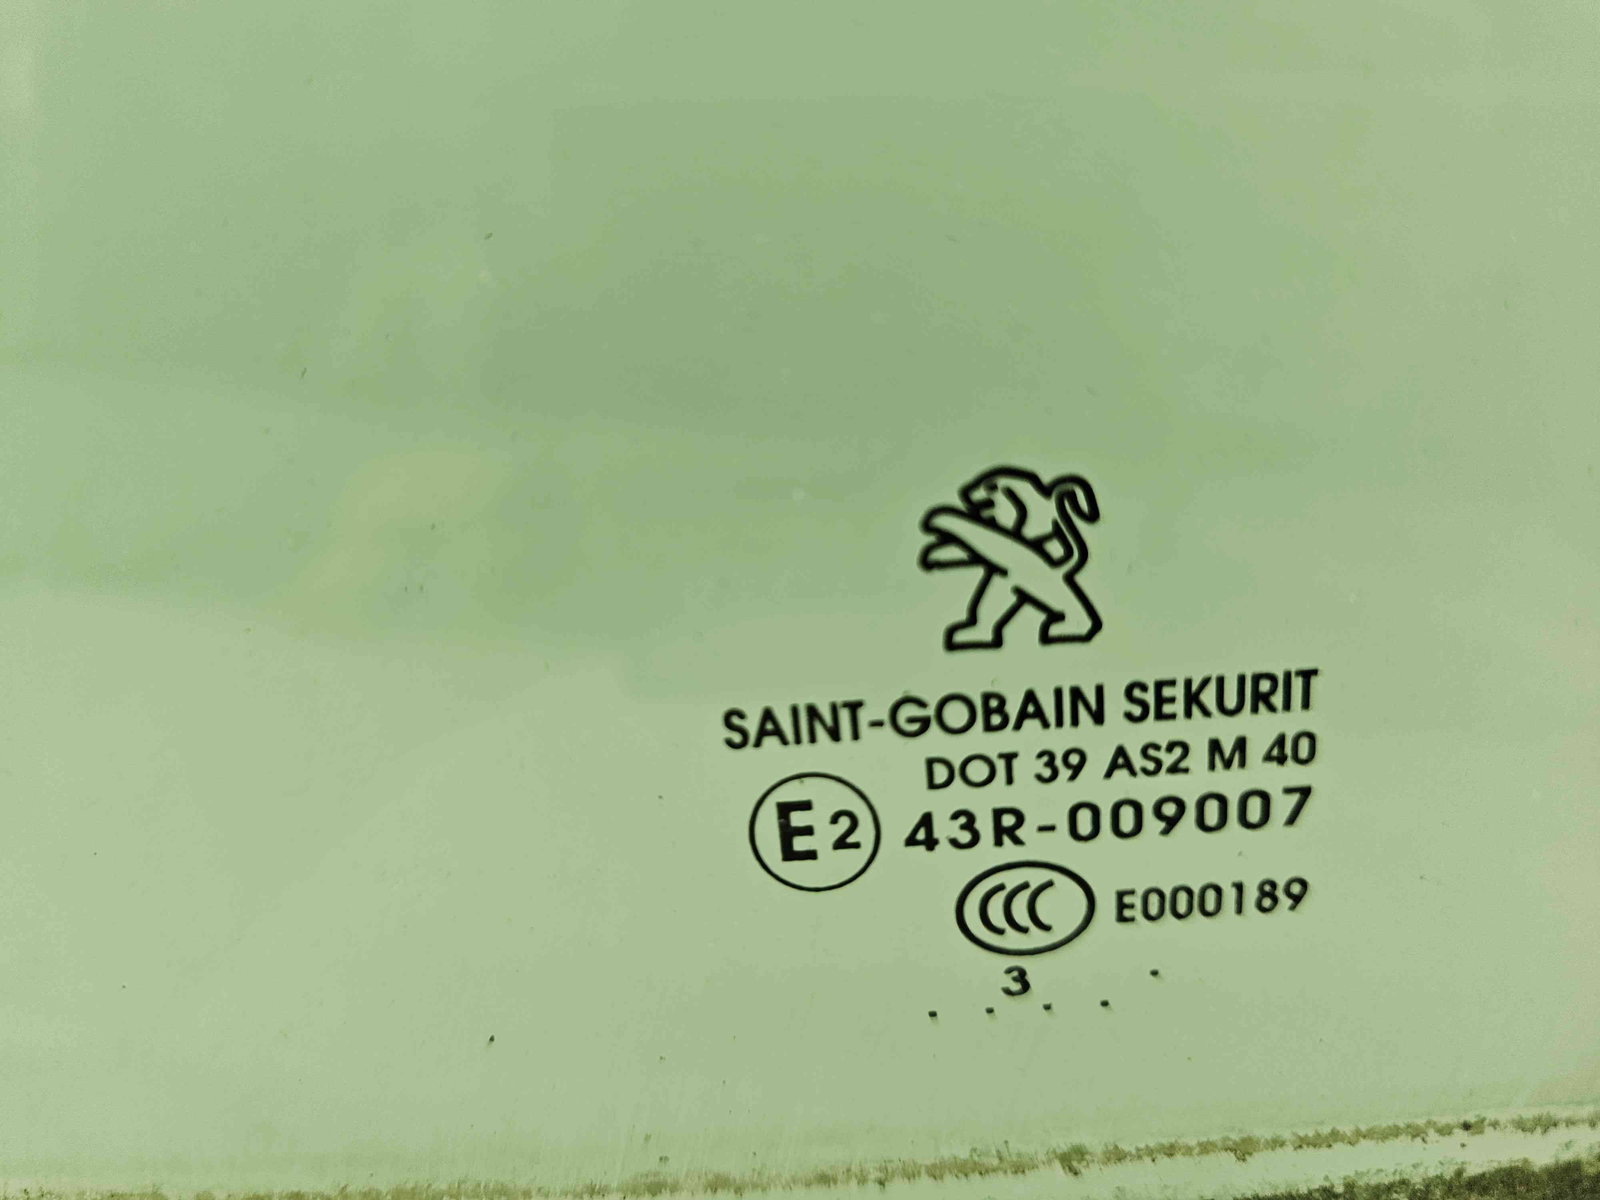 SAINT-GOBAIN SEKURIT
DOT 39 AS2 M 40
E2 43R-009007
CCC E000189
3